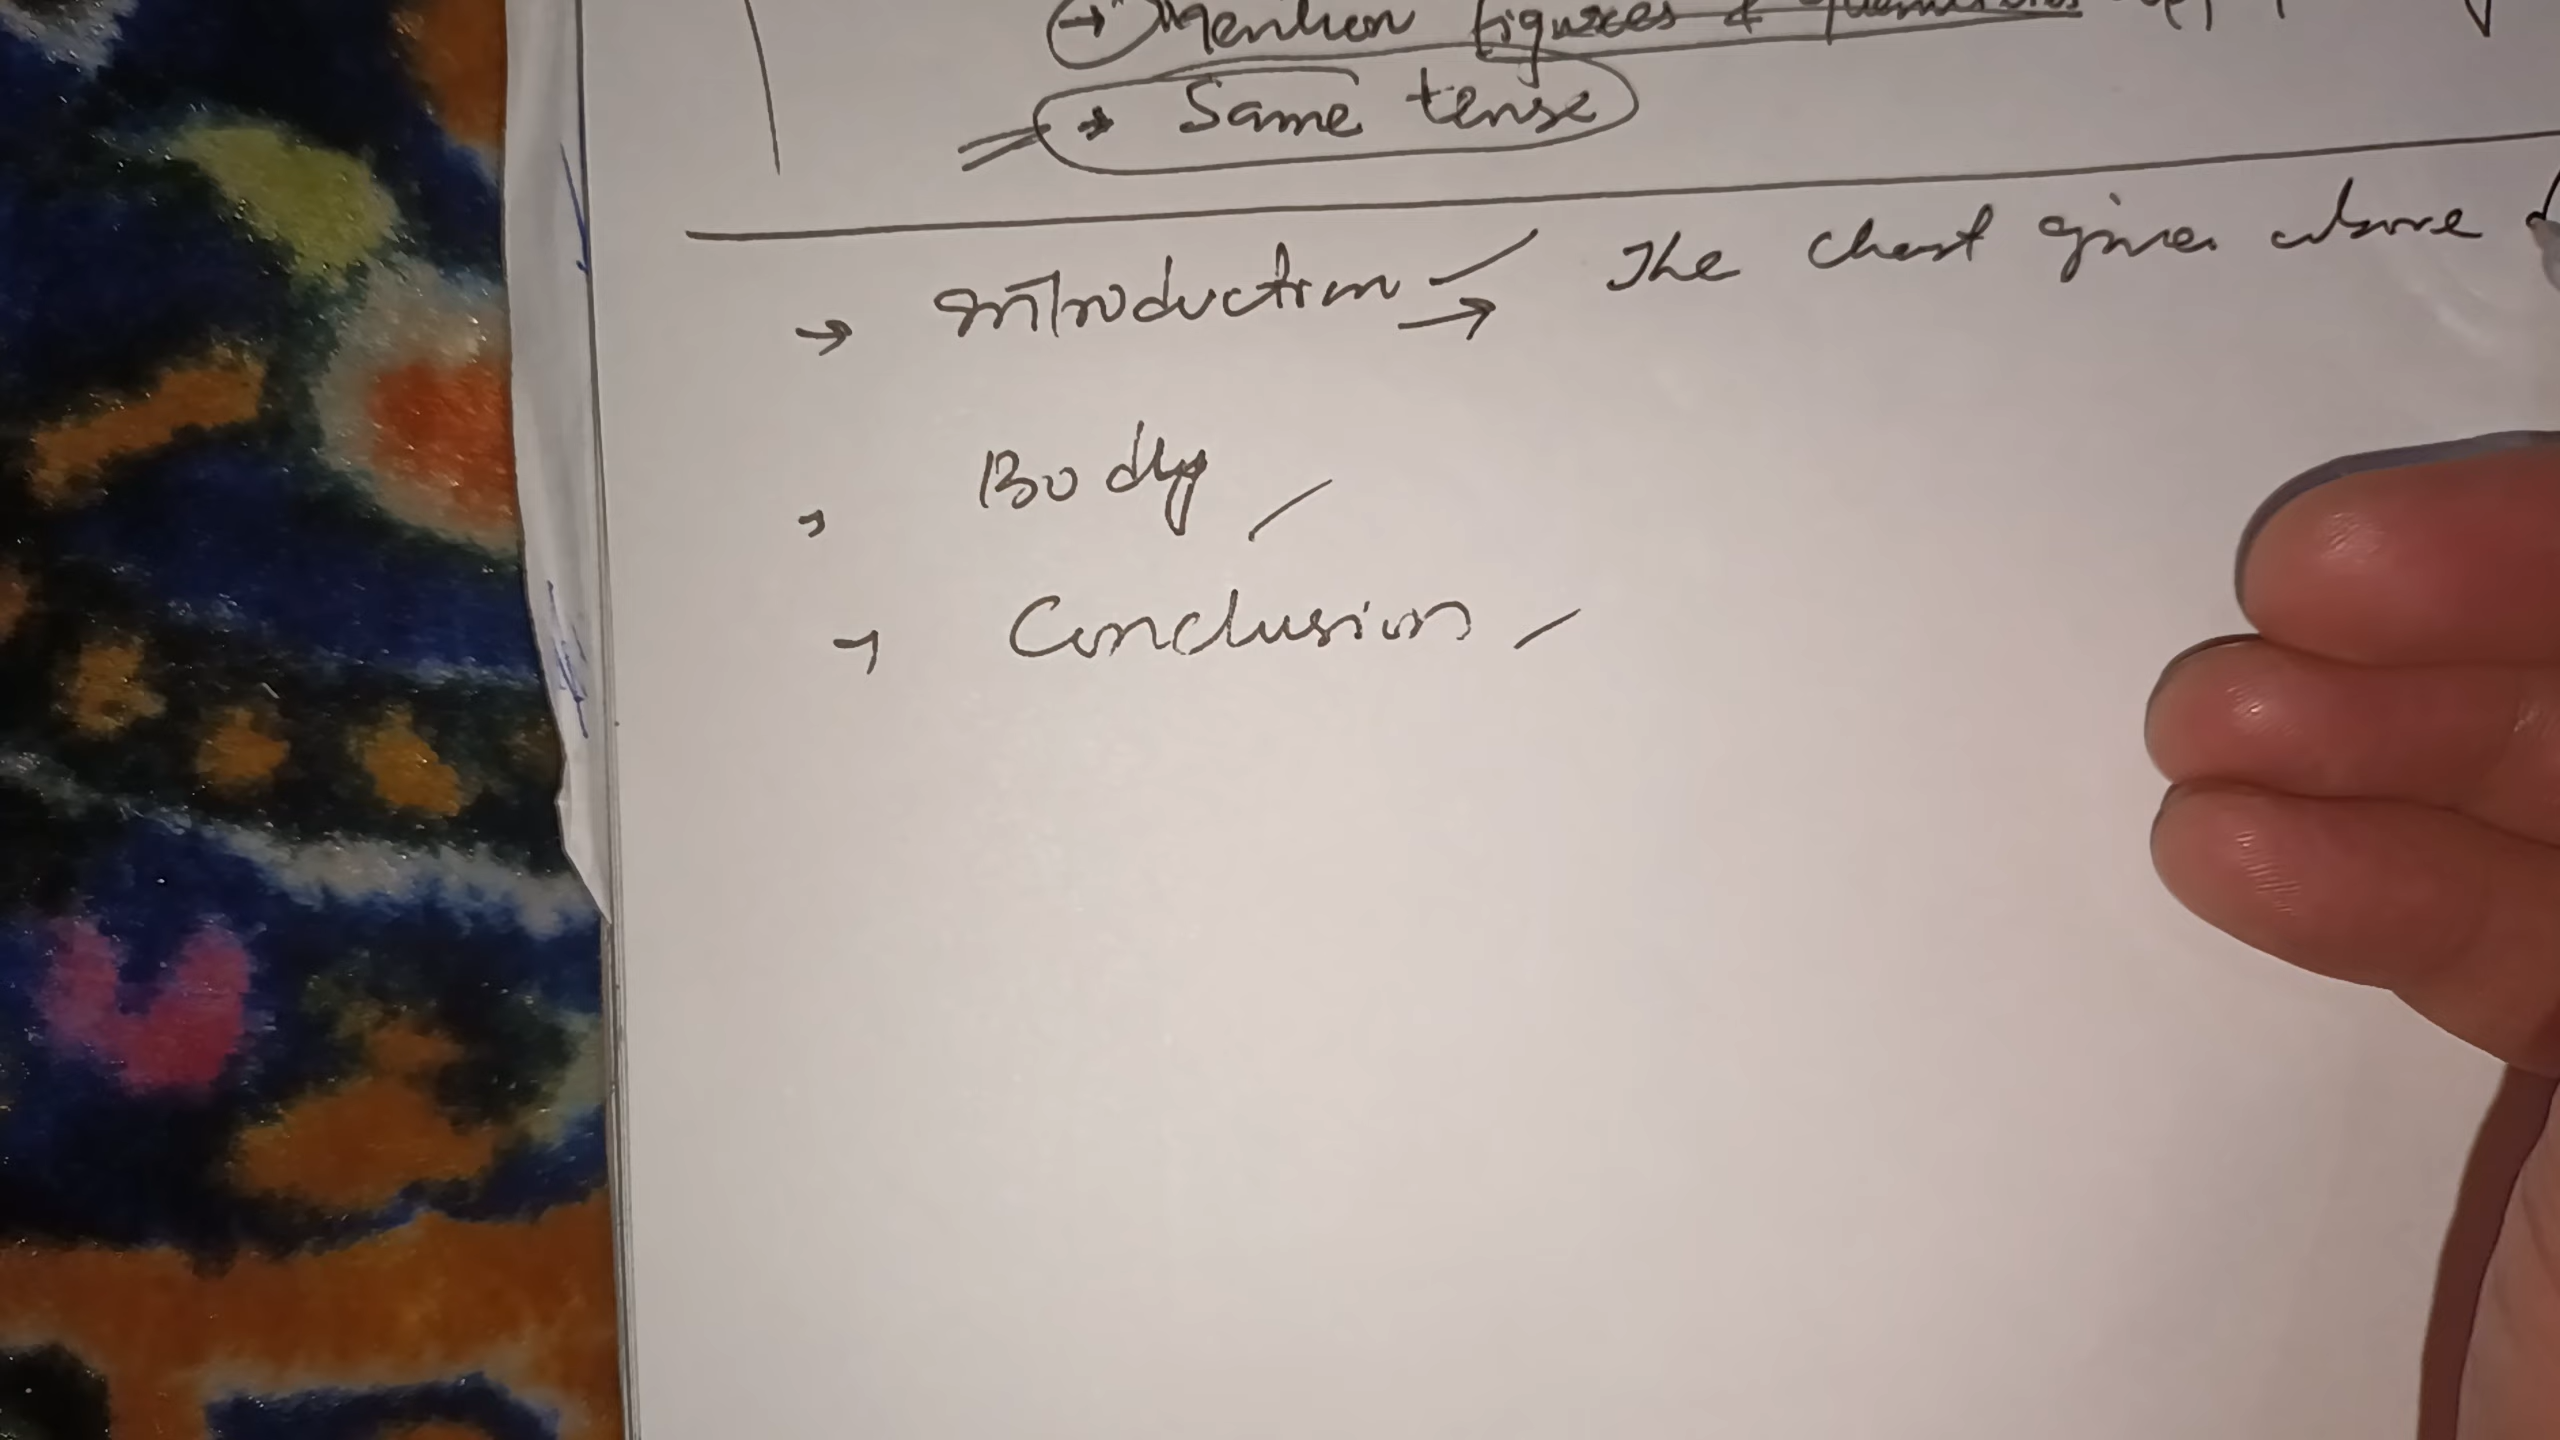 → Mention figures &
→ Same tense
→ Introduction → The chart given above
→ Body
→ Conclusion